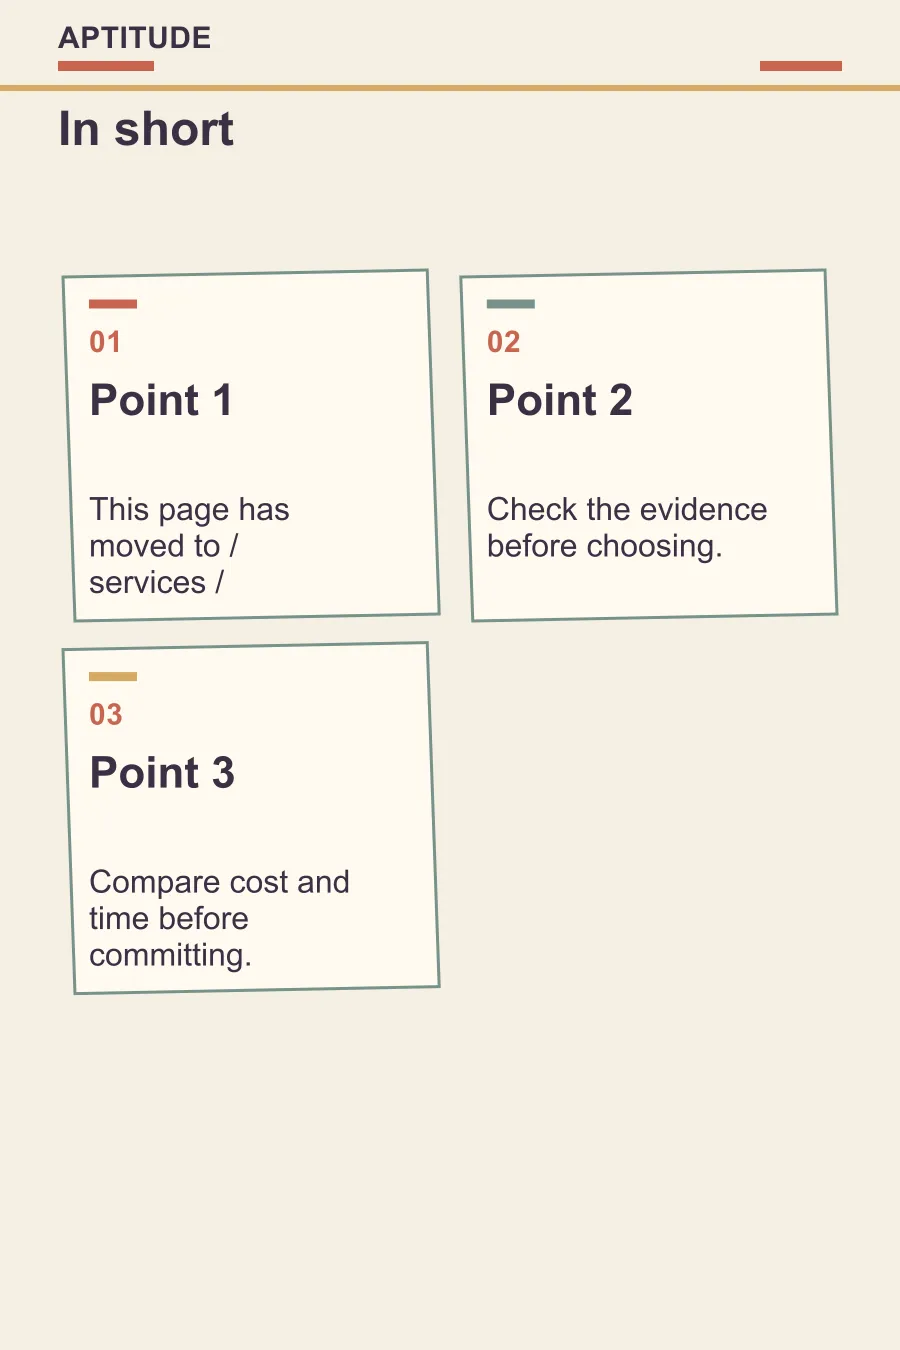 APTITUDE
In short
01
Point 1
This page has
moved to /
services /
02
Point 2
Check the evidence
before choosing.
03
Point 3
Compare cost and
time before
committing.